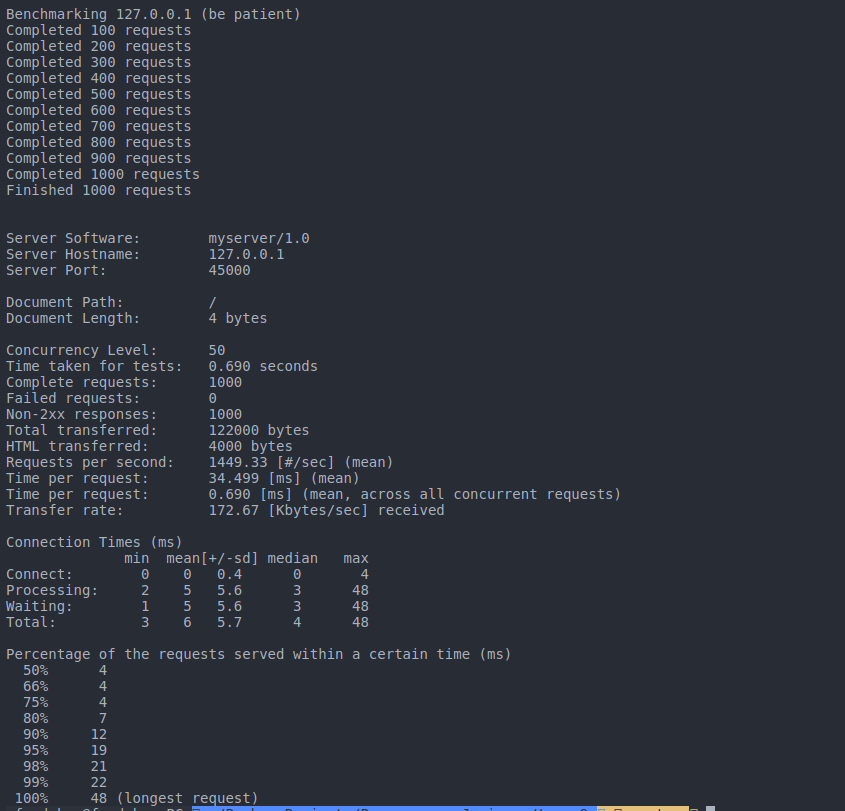 Benchmarking 127.0.0.1 (be patient)
Completed 100 requests
Completed 200 requests
Completed 300 requests
Completed 400 requests
Completed 500 requests
Completed 600 requests
Completed 700 requests
Completed 800 requests
Completed 900 requests
Completed 1000 requests
Finished 1000 requests
Server Software: myserver/1.0
Server Hostname: 127.0.0.1
Server Port: 45000
Document Path: /
Document Length: 4 bytes
Concurrency Level: 50
Time taken for tests: 0.690 seconds
Complete requests: 1000
Failed requests: 0
Non-2xx responses: 1000
Total transferred: 122000 bytes
HTML transferred: 4000 bytes
Requests per second: 1449.33 [#/sec] (mean)
Time per request: 34.499 [ms] (mean)
Time per request: 0.690 [ms] (mean, across all concurrent requests)
Transfer rate: 172.67 [Kbytes/sec] received
Connection Times (ms)
min mean[+/-sd] median max
Connect: 0 0 0.4 0 4
Processing: 2 5 5.6 3 48
Waiting: 1 5 5.6 3 48
Total: 3 6 5.7 4 48
Percentage of the requests served within a certain time (ms)
50% 4
66% 4
75% 4
80% 7
90% 12
95% 19
98% 21
99% 22
100% 48 (longest request)